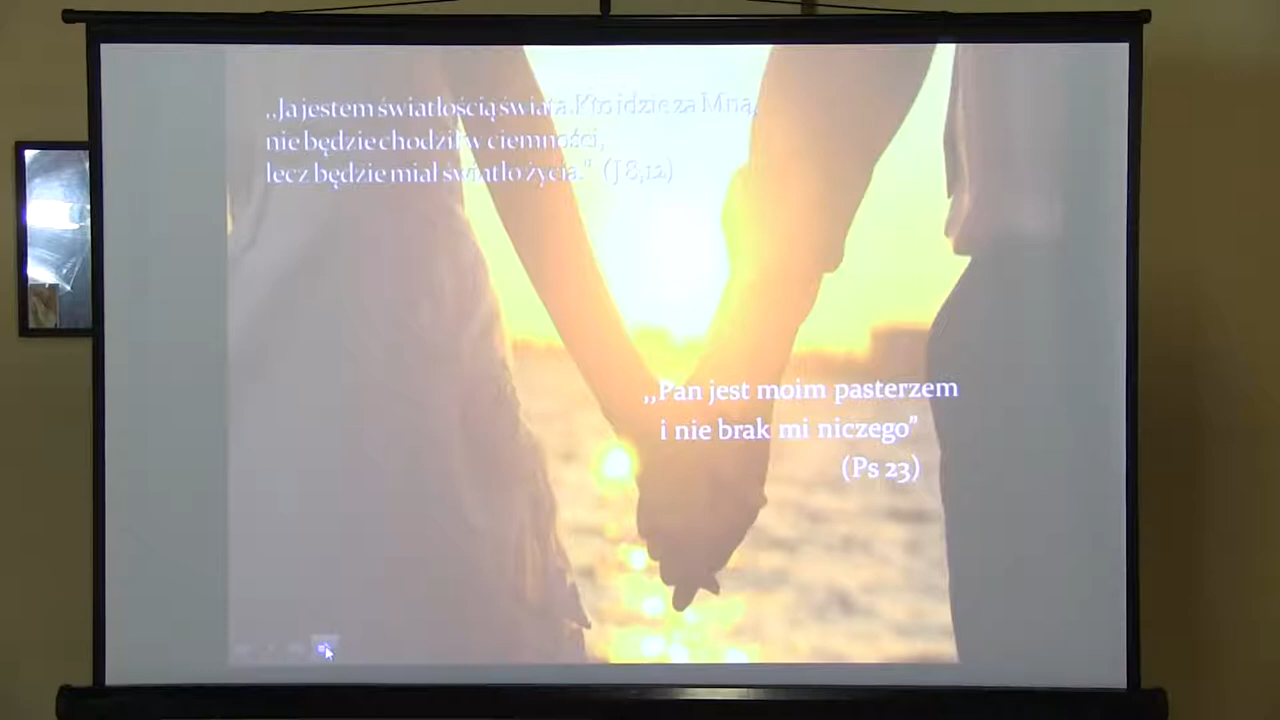 ,,Ja jestem światłością świata.Kto idzie za Mną,
nie będzie chodził w ciemności,
lecz będzie miał światło życia." (J 8,12)
,,Pan jest moim pasterzem
i nie brak mi niczego"
(Ps 23)